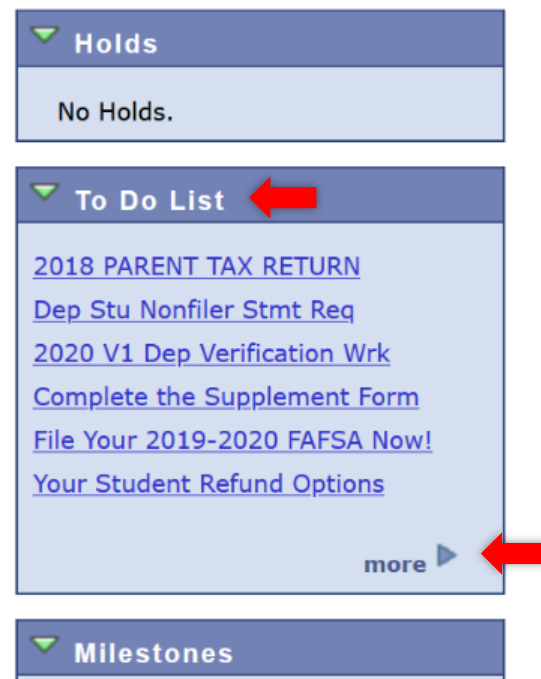 Holds
No Holds.
To Do List
2018 PARENT TAX RETURN
Dep Stu Nonfiler Stmt Req
2020 V1 Dep Verification Wrk
Complete the Supplement Form
File Your 2019-2020 FAFSA Now!
Your Student Refund Options
more
Milestones